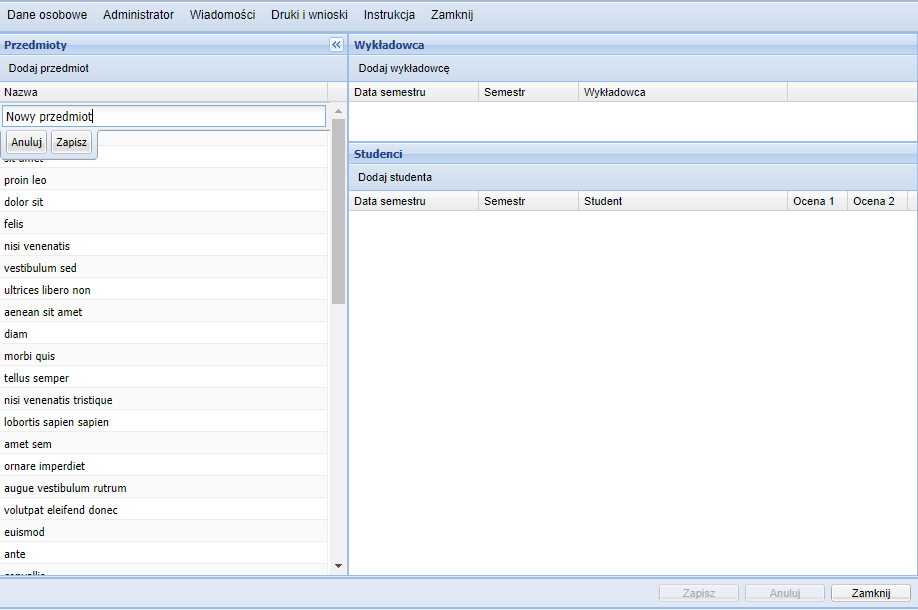 Dane osobowe Administrator Wiadomości Druki i wnioski Instrukcja Zamknij
Przedmioty
Dodaj przedmiot
Nazwa
Nowy przedmiot
Anuluj Zapisz
sit amet
proin leo
dolor sit
felis
nisi venenatis
vestibulum sed
ultrices libero non
aenean sit amet
diam
morbi quis
tellus semper
nisi venenatis tristique
lobortis sapien sapien
amet sem
ornare imperdiet
augue vestibulum rutrum
volutpat eleifend donec
euismod
ante
convallis
Wykładowca
Dodaj wykładowcę
Data semestru Semestr Wykładowca
Studenci
Dodaj studenta
Data semestru Semestr Student Ocena 1 Ocena 2
Zapisz Anuluj Zamknij